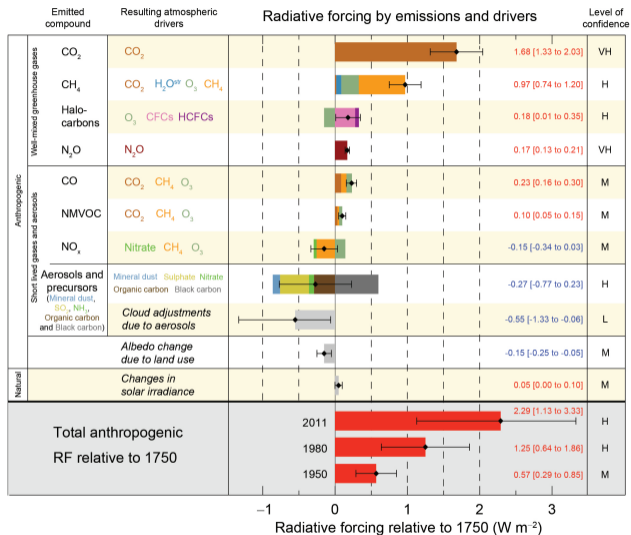 Emitted compound
Resulting atmospheric drivers
Radiative forcing by emissions and drivers
Level of confidence
Anthropogenic
Well-mixed greenhouse gases
CO₂
CO₂
1.68 [1.33 to 2.03]
VH
CH₄
CO₂ H₂Oˢᵗʳ O₃ CH₄
0.97 [0.74 to 1.20]
H
Halo-
carbons
O₃ CFCs HCFCs
0.18 [0.01 to 0.35]
H
N₂O
N₂O
0.17 [0.13 to 0.21]
VH
Short lived gases and aerosols
CO
CO₂ CH₄ O₃
0.23 [0.16 to 0.30]
M
NMVOC
CO₂ CH₄ O₃
0.10 [0.05 to 0.15]
M
NOₓ
Nitrate CH₄ O₃
-0.15 [-0.34 to 0.03]
M
Aerosols and
precursors
(Mineral dust,
SO₂, NH₃,
Organic carbon
and Black carbon)
Mineral dust Sulphate Nitrate
Organic carbon Black carbon
-0.27 [-0.77 to 0.23]
H
Cloud adjustments
due to aerosols
-0.55 [-1.33 to -0.06]
L
Albedo change
due to land use
-0.15 [-0.25 to -0.05]
M
Natural
Changes in
solar irradiance
0.05 [0.00 to 0.10]
M
Total anthropogenic
RF relative to 1750
2011
2.29 [1.13 to 3.33]
H
1980
1.25 [0.64 to 1.86]
H
1950
0.57 [0.29 to 0.85]
M
−1 0 1 2 3
Radiative forcing relative to 1750 (W m⁻²)